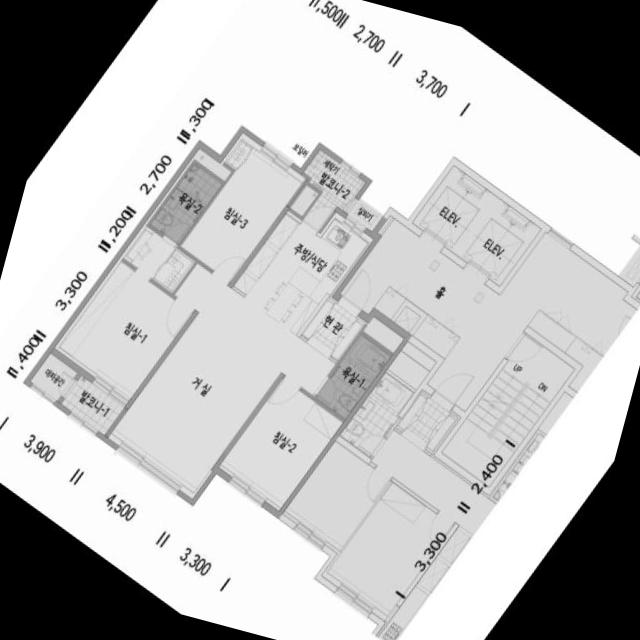 1,500
2,700
3,700
1,300
2,700
1,200
3,300
1,400
욕실-2
침실-3
발코니-2
주방/식당
ELEV.
ELEV.
홀
현관
침실-1
거실
욕실-1
침실-2
발코니-1
UP
DN
3,900
4,500
3,300
2,400
3,300